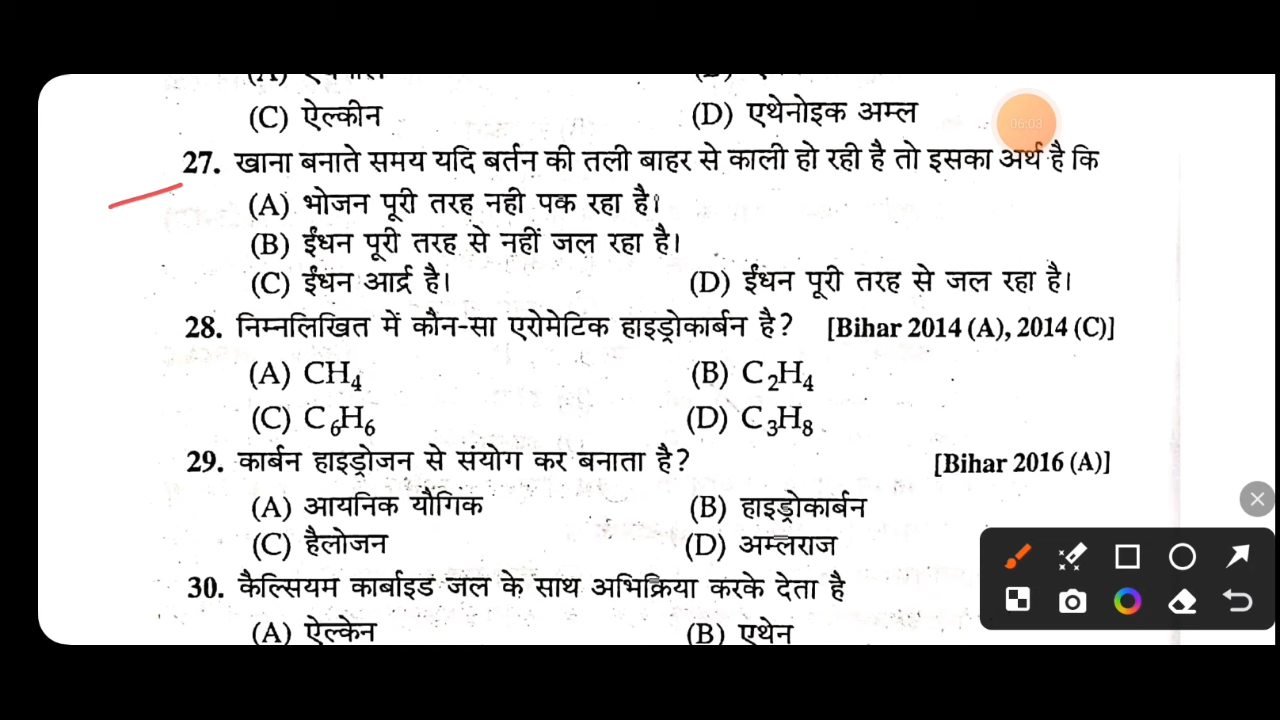 (C) ऐल्कीन (D) एथेनोइक अम्ल
06:03
27. खाना बनाते समय यदि बर्तन की तली बाहर से काली हो रही है तो इसका अर्थ है कि
(A) भोजन पूरी तरह नही पक रहा है।
(B) ईंधन पूरी तरह से नहीं जल रहा है।
(C) ईंधन आर्द्र है। (D) ईंधन पूरी तरह से जल रहा है।
28. निम्नलिखित में कौन-सा एरोमेटिक हाइड्रोकार्बन है? [Bihar 2014 (A), 2014 (C)]
(A) CH₄ (B) C₂H₄
(C) C₆H₆ (D) C₃H₈
29. कार्बन हाइड्रोजन से संयोग कर बनाता है? [Bihar 2016 (A)]
(A) आयनिक यौगिक (B) हाइड्रोकार्बन
(C) हैलोजन (D) अम्लराज
30. कैल्सियम कार्बाइड जल के साथ अभिक्रिया करके देता है
(A) ऐल्केन (B) एथेन